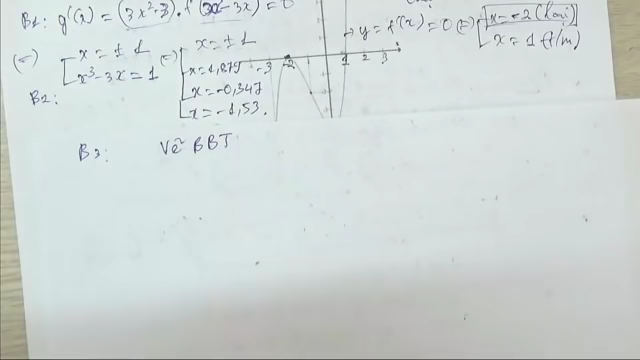 B1: g'(x) = (3x²-3).f'(x³-3x) = 0
y = f'(x) = 0 (=) [x = -2 (loại)
x = 1 (t/m)
(=) [x = ± 1 (=) [x = ± 1
x³ - 3x = 1
x = 1,879
x = -0,347
x = -1,53.
-3 -2 1 2 3
B2:
B3: Vẽ BBT